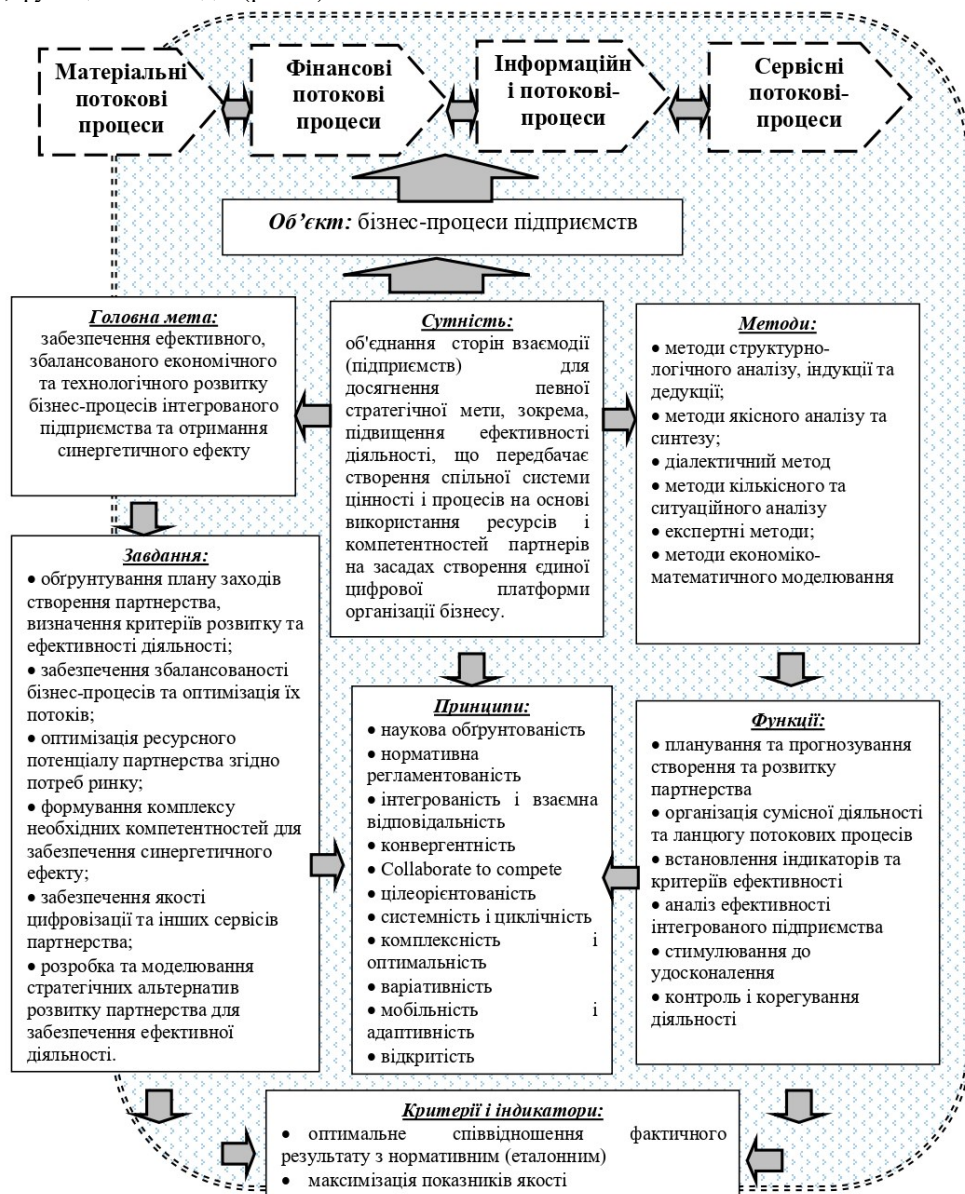 Матеріальні
потокові
процеси
Фінансові
потокові
процеси
Інформаційн
і потокові-
процеси
Сервісні
потокові-
процеси
Об’єкт: бізнес-процеси підприємств
Головна мета:
забезпечення ефективного,
збалансованого економічного
та технологічного розвитку
бізнес-процесів інтегрованого
підприємства та отримання
синергетичного ефекту
Сутність:
об'єднання сторін взаємодії
(підприємств) для
досягнення певної
стратегічної мети, зокрема,
підвищення ефективності
діяльності, що передбачає
створення спільної системи
цінності і процесів на основі
використання ресурсів і
компетентностей партнерів
на засадах створення єдиної
цифрової платформи
організації бізнесу.
Методи:
• методи структурно-
логічного аналізу, індукції та
дедукції;
• методи якісного аналізу та
синтезу;
• діалектичний метод
• методи кількісного та
ситуаційного аналізу
• експертні методи;
• методи економіко-
математичного моделювання
Завдання:
• обґрунтування плану заходів
створення партнерства,
визначення критеріїв розвитку та
ефективності діяльності;
• забезпечення збалансованості
бізнес-процесів та оптимізація їх
потоків;
• оптимізація ресурсного
потенціалу партнерства згідно
потреб ринку;
• формування комплексу
необхідних компетентностей для
забезпечення синергетичного
ефекту;
• забезпечення якості
цифровізації та інших сервісів
партнерства;
• розробка та моделювання
стратегічних альтернатив
розвитку партнерства для
забезпечення ефективної
діяльності.
Принципи:
• наукова обґрунтованість
• нормативна
регламентованість
• інтегрованість і взаємна
відповідальність
• конвергентність
• Collaborate to compete
• цілеорієнтованість
• системність і циклічність
• комплексність і
оптимальність
• варіативність
• мобільність і
адаптивність
• відкритість
Функції:
• планування та прогнозування
створення та розвитку
партнерства
• організація сумісної діяльності
та ланцюгу потокових процесів
• встановлення індикаторів та
критеріїв ефективності
• аналіз ефективності
інтегрованого підприємства
• стимулювання до
удосконалення
• контроль і корегування
діяльності
Критерії і індикатори:
• оптимальне співвідношення фактичного
результату з нормативним (еталонним)
• максимізація показників якості